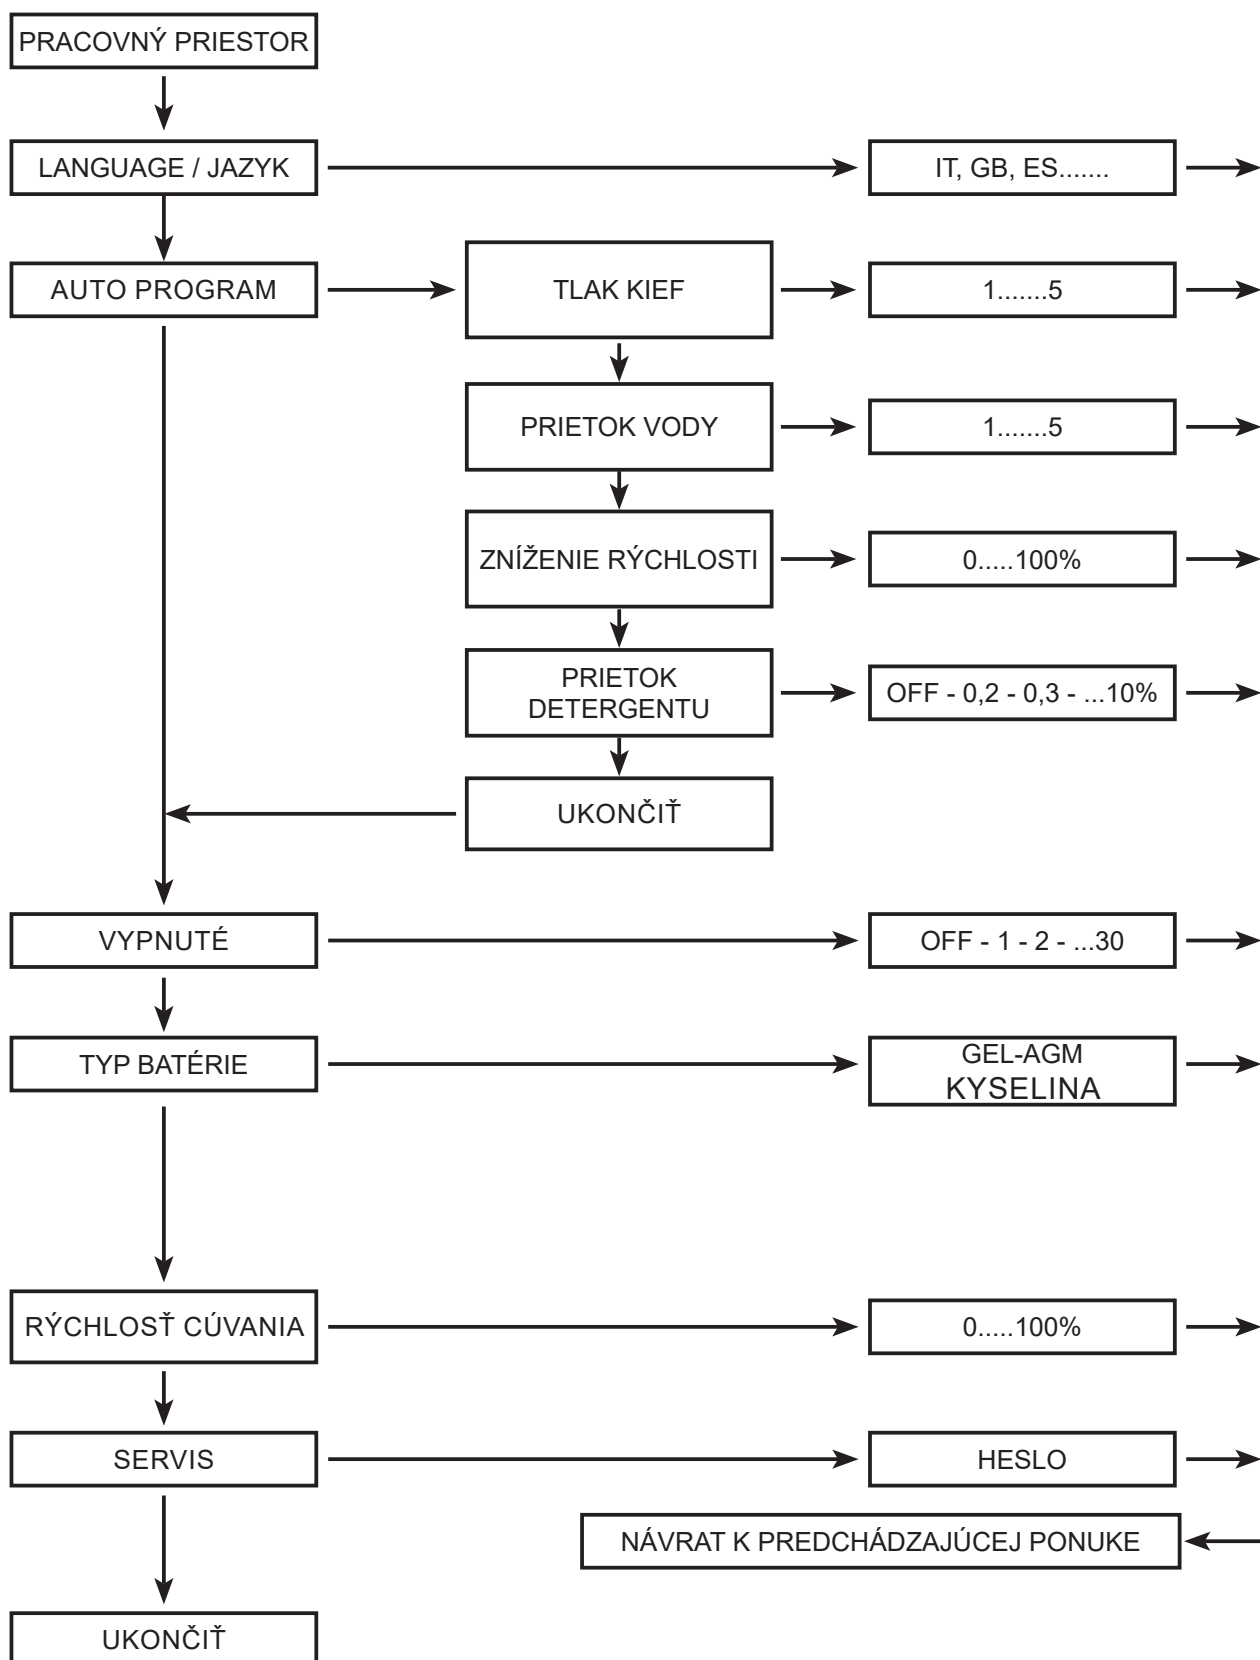 PRACOVNÝ PRIESTOR
LANGUAGE / JAZYK
IT, GB, ES.......
AUTO PROGRAM
TLAK KIEF
1.......5
PRIETOK VODY
1.......5
ZNÍŽENIE RÝCHLOSTI
0.....100%
PRIETOK
DETERGENTU
OFF - 0,2 - 0,3 - ...10%
UKONČIŤ
VYPNUTÉ
OFF - 1 - 2 - ...30
TYP BATÉRIE
GEL-AGM
KYSELINA
RÝCHLOSŤ CÚVANIA
0.....100%
SERVIS
HESLO
NÁVRAT K PREDCHÁDZAJÚCEJ PONUKE
UKONČIŤ